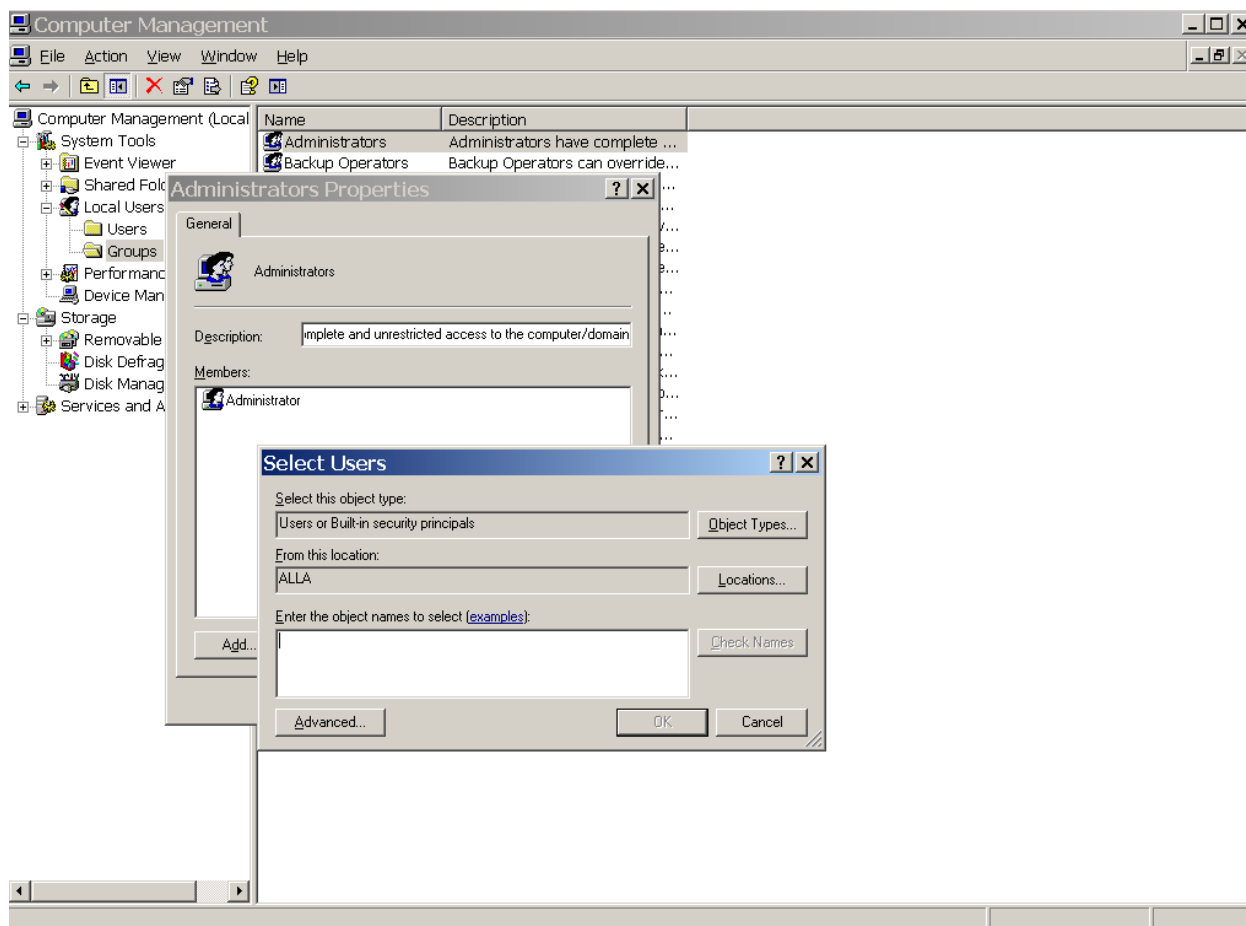 Computer Management
File Action View Window Help
Computer Management (Local
System Tools
Event Viewer
Shared Fold
Local Users
Users
Groups
Performanc
Device Man
Storage
Removable
Disk Defrag
Disk Manag
Services and A
Name Description
Administrators Administrators have complete ...
Backup Operators Backup Operators can override...
Administrators Properties
General
Administrators
Description: mplete and unrestricted access to the computer/domain
Members:
Administrator
Add...
Select Users
Select this object type:
Users or Built-in security principals
Object Types...
From this location:
ALLA
Locations...
Enter the object names to select (examples):
Check Names
Advanced...
OK
Cancel